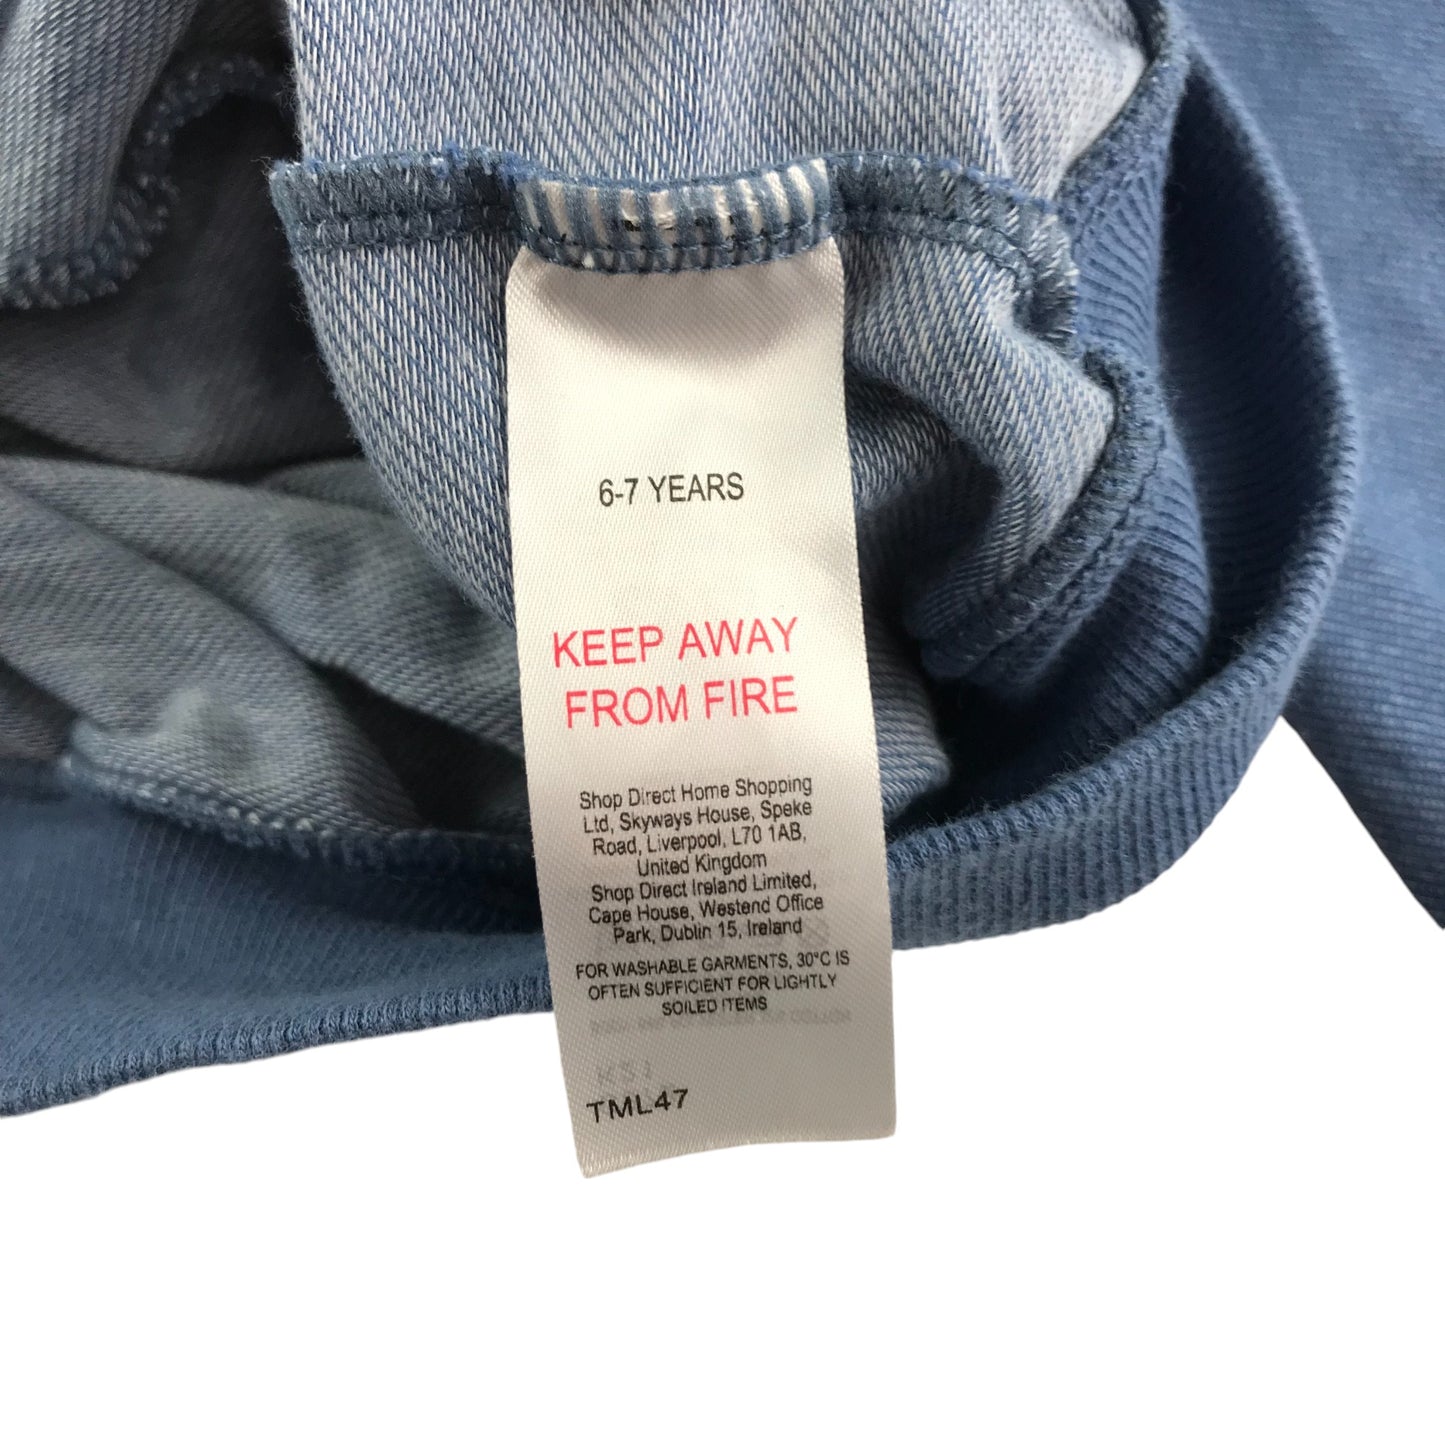 6-7 YEARS
KEEP AWAY
FROM FIRE
Shop Direct Home Shopping
Ltd, Skyways House, Speke
Road, Liverpool, L70 1AB,
United Kingdom
Shop Direct Ireland Limited,
Cape House, Westend Office
Park, Dublin 15, Ireland
FOR WASHABLE GARMENTS, 30°C IS
OFTEN SUFFICIENT FOR LIGHTLY
SOILED ITEMS
TML47